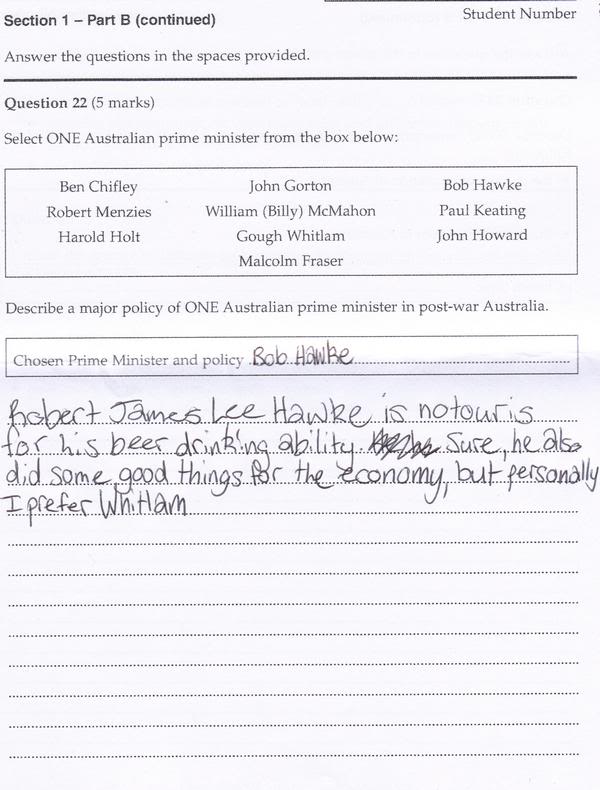 Section 1 – Part B (continued)
Student Number
Answer the questions in the spaces provided.
Question 22 (5 marks)
Select ONE Australian prime minister from the box below:
Ben Chifley John Gorton Bob Hawke
Robert Menzies William (Billy) McMahon Paul Keating
Harold Holt Gough Whitlam John Howard
Malcolm Fraser
Describe a major policy of ONE Australian prime minister in post-war Australia.
Chosen Prime Minister and policy Bob Hawke
Robert James Lee Hawke is notouris
for his beer drinking ability. Sure, he also
did some good things for the economy, but personally
I prefer Whitlam